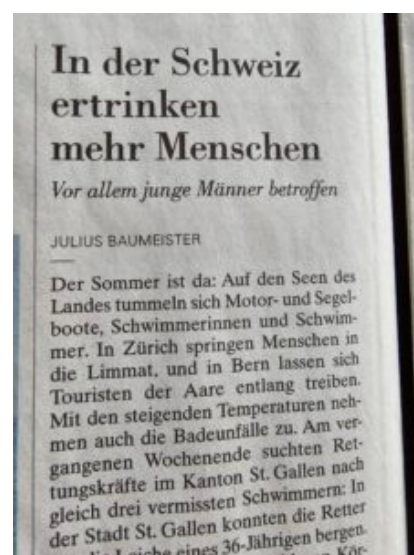 In der Schweiz
ertrinken
mehr Menschen
Vor allem junge Männer betroffen
JULIUS BAUMEISTER
Der Sommer ist da: Auf den Seen des
Landes tummeln sich Motor- und Segel-
boote, Schwimmerinnen und Schwim-
mer. In Zürich springen Menschen in
die Limmat, und in Bern lassen sich
Touristen der Aare entlang treiben.
Mit den steigenden Temperaturen neh-
men auch die Badeunfälle zu. Am ver-
gangenen Wochenende suchten Ret-
tungskräfte im Kanton St. Gallen nach
gleich drei vermissten Schwimmern: In
der Stadt St. Gallen konnten die Retter
die Leiche eines 36-Jährigen bergen.